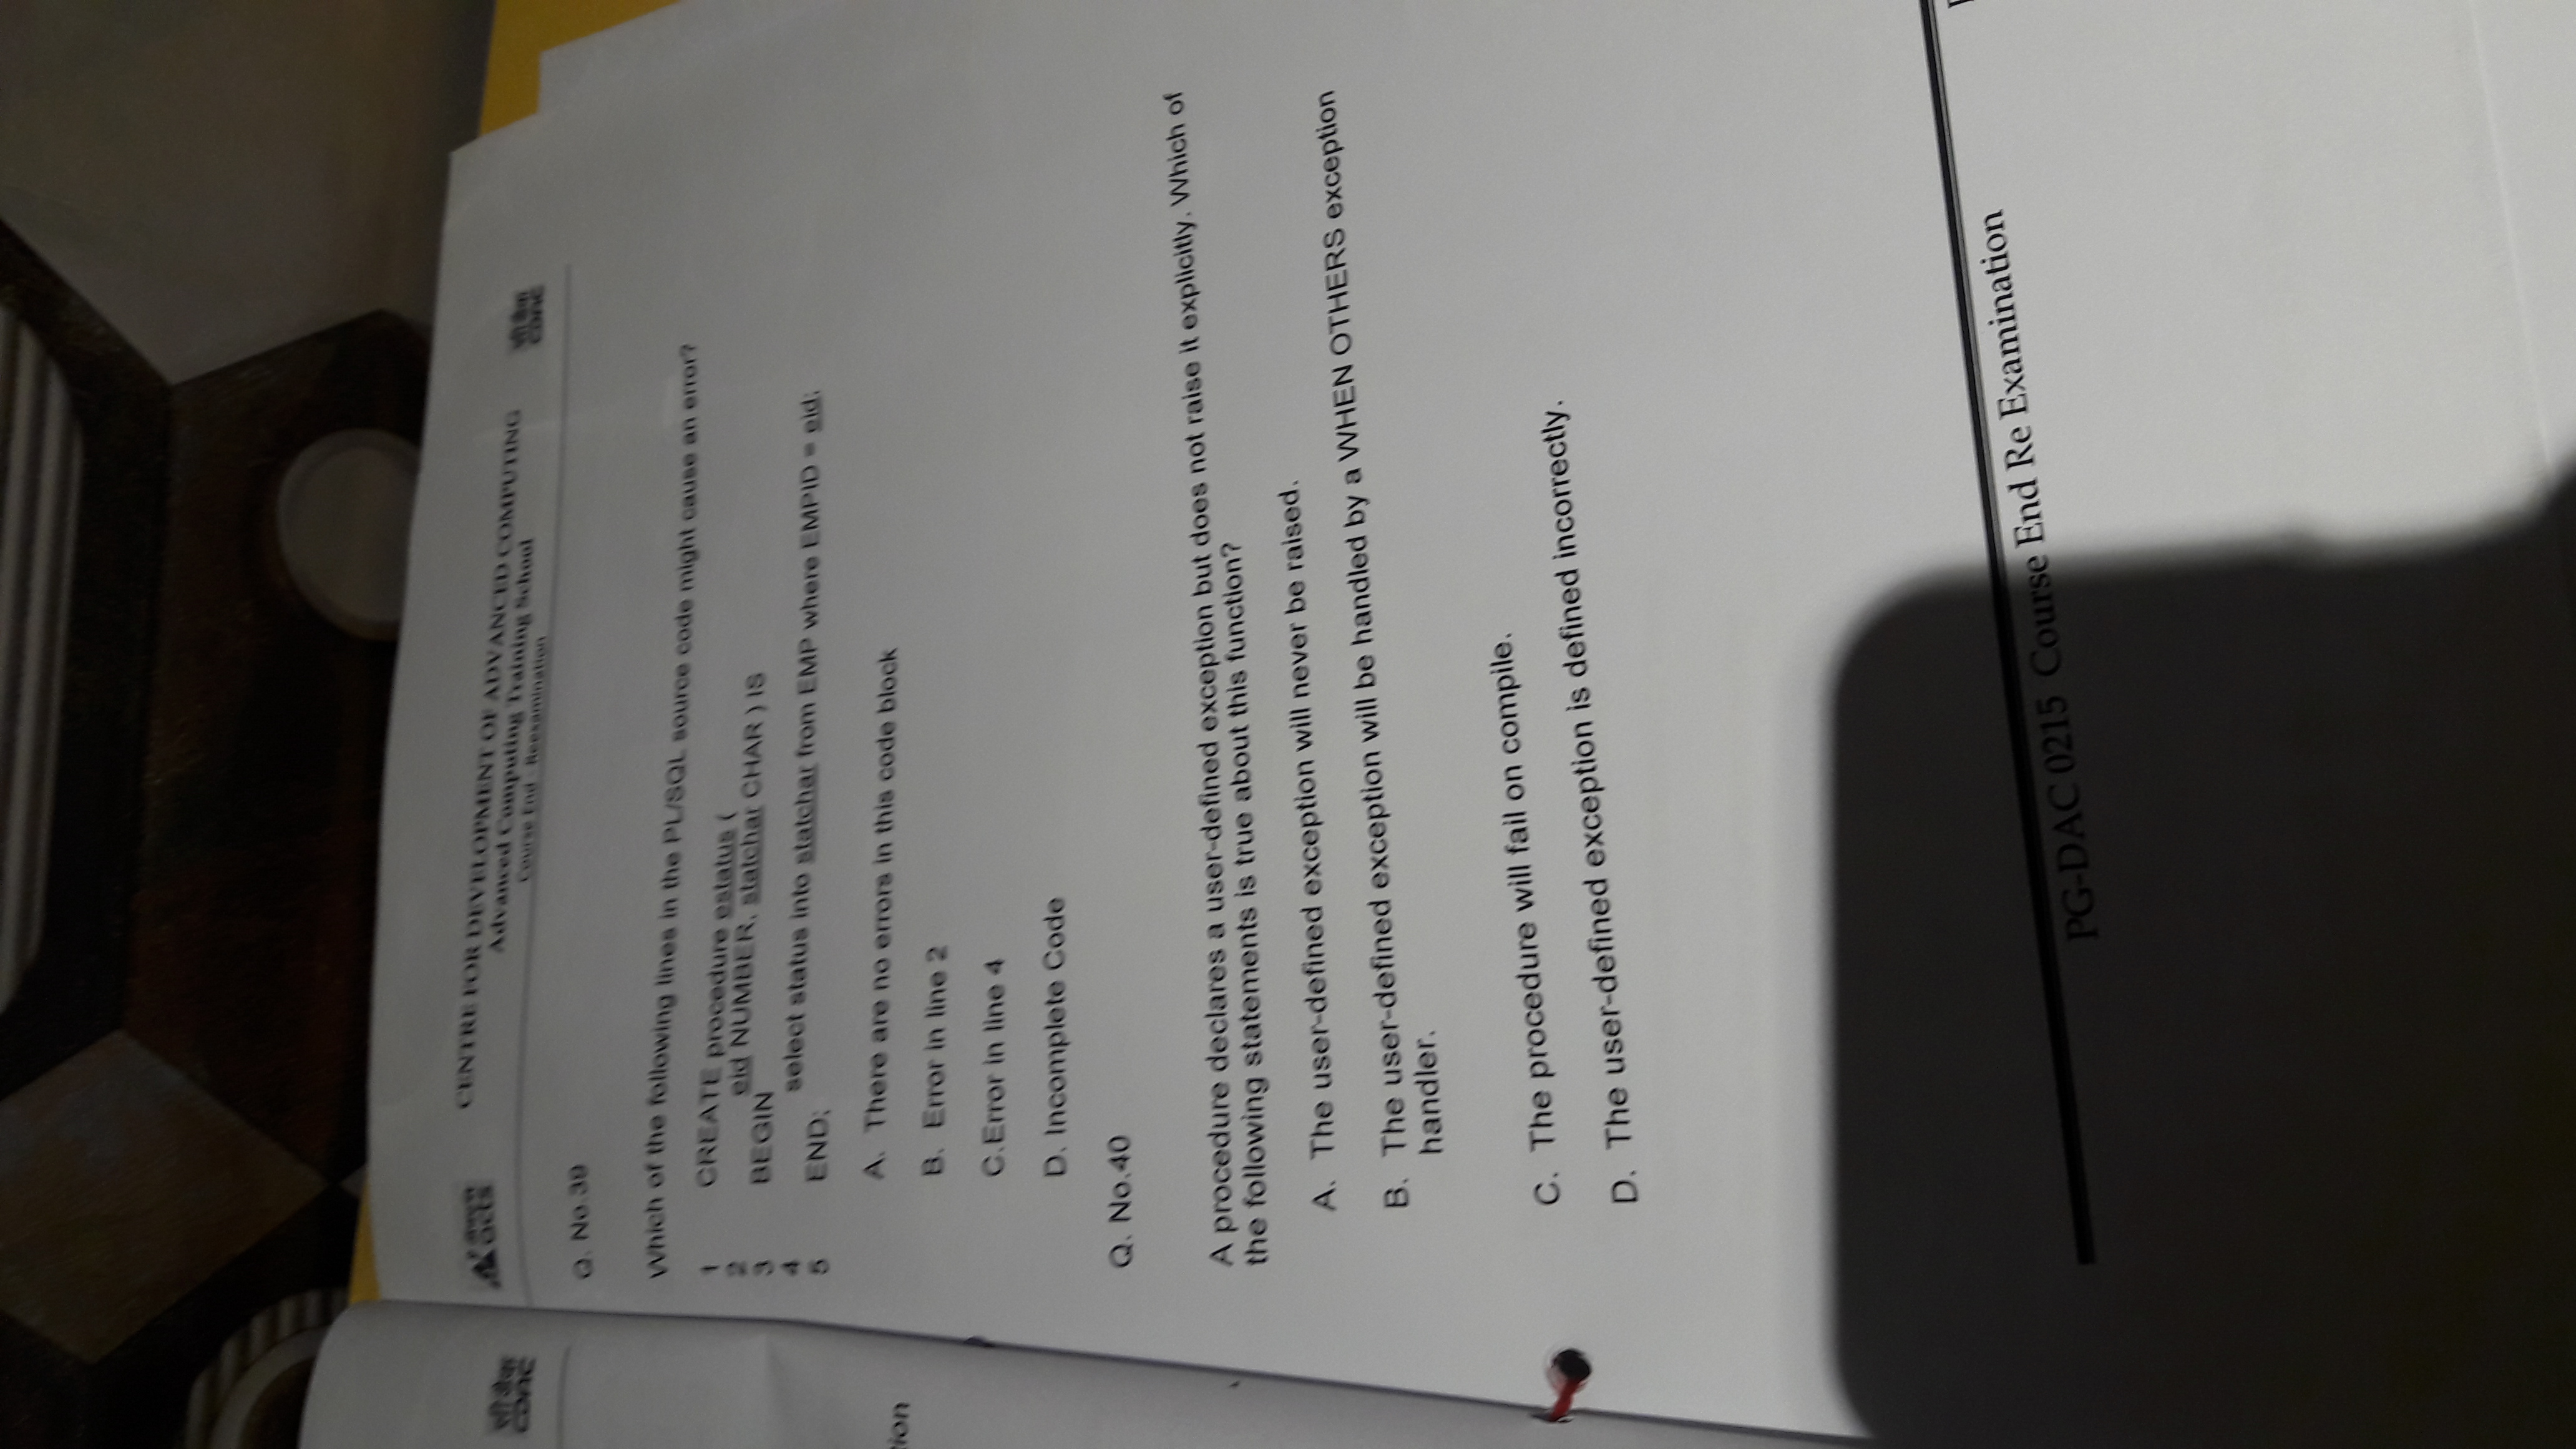 सी डैक
CDAC
tion
acts
CENTRE FOR DEVELOPMENT OF ADVANCED COMPUTING
Advanced Computing Training School
Course End - Reexamination
सी डैक
CDAC
Q. No.39
Which of the following lines in the PL/SQL source code might cause an error?
1 CREATE procedure estatus (
2 eid NUMBER, statchar CHAR ) IS
3 BEGIN
4 select status into statchar from EMP where EMPID = eid;
5 END;
A. There are no errors in this code block
B. Error in line 2
C.Error in line 4
D. Incomplete Code
Q. No.40
A procedure declares a user-defined exception but does not raise it explicitly. Which of
the following statements is true about this function?
A. The user-defined exception will never be raised.
B. The user-defined exception will be handled by a WHEN OTHERS exception
handler.
C. The procedure will fail on compile.
D. The user-defined exception is defined incorrectly.
PG-DAC 0215 Course End Re Examination